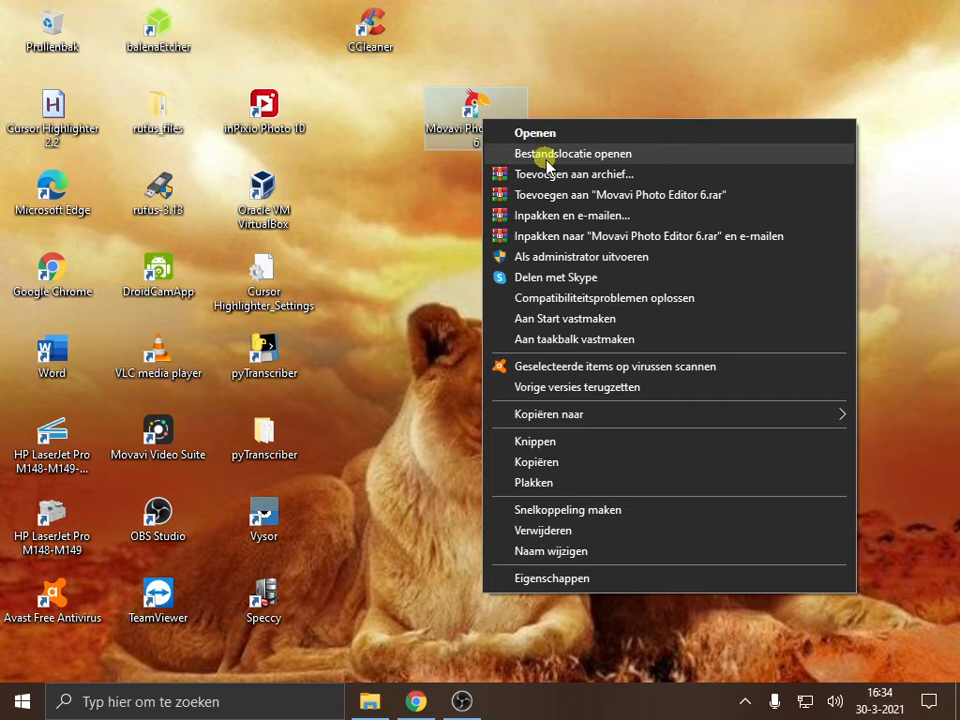 Prullenbak
balenaEtcher
CCleaner
Cursor Highlighter
2.2
rufus_files
inPixio Photo 10
Movavi Pho
6
Microsoft Edge
rufus-3.13
Oracle VM
VirtualBox
Google Chrome
DroidCamApp
Cursor
Highlighter_Settings
Word
VLC media player
pyTranscriber
HP LaserJet Pro
M148-M149-...
Movavi Video Suite
pyTranscriber
HP LaserJet Pro
M148-M149
OBS Studio
Vysor
Avast Free Antivirus
TeamViewer
Speccy
Openen
Bestandslocatie openen
Toevoegen aan archief...
Toevoegen aan "Movavi Photo Editor 6.rar"
Inpakken en e-mailen...
Inpakken naar "Movavi Photo Editor 6.rar" en e-mailen
Als administrator uitvoeren
Delen met Skype
Compatibiliteitsproblemen oplossen
Aan Start vastmaken
Aan taakbalk vastmaken
Geselecteerde items op virussen scannen
Vorige versies terugzetten
Kopiëren naar
Knippen
Kopiëren
Plakken
Snelkoppeling maken
Verwijderen
Naam wijzigen
Eigenschappen
Typ hier om te zoeken
16:34
30-3-2021